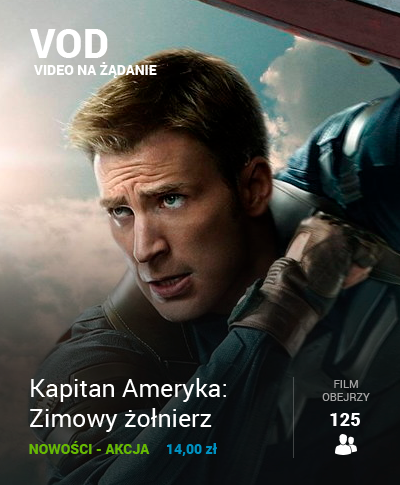 VOD
VIDEO NA ŻĄDANIE
Kapitan Ameryka:
Zimowy żołnierz
NOWOŚCI - AKCJA 14,00 zł
FILM
OBEJRZY
125